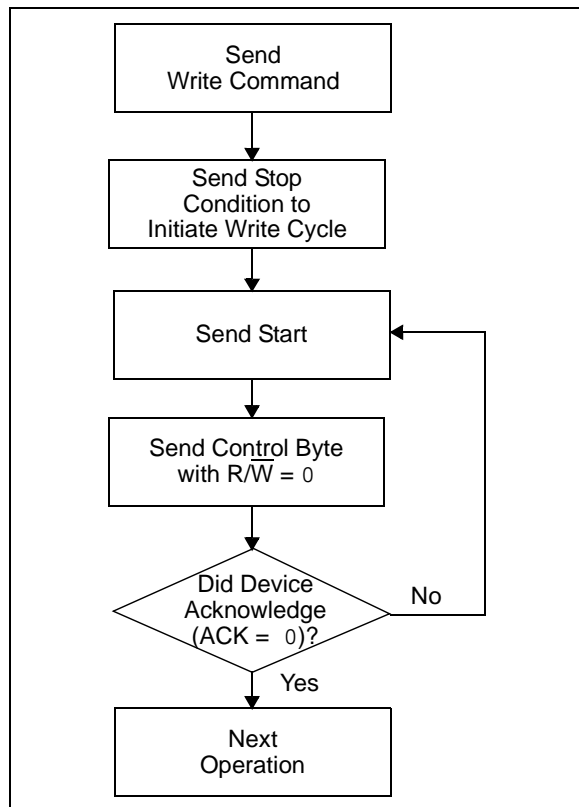 Send
Write Command
Send Stop
Condition to
Initiate Write Cycle
Send Start
Send Control Byte
with R/W̅ = 0
Did Device
Acknowledge
(ACK = 0)?
No
Yes
Next
Operation